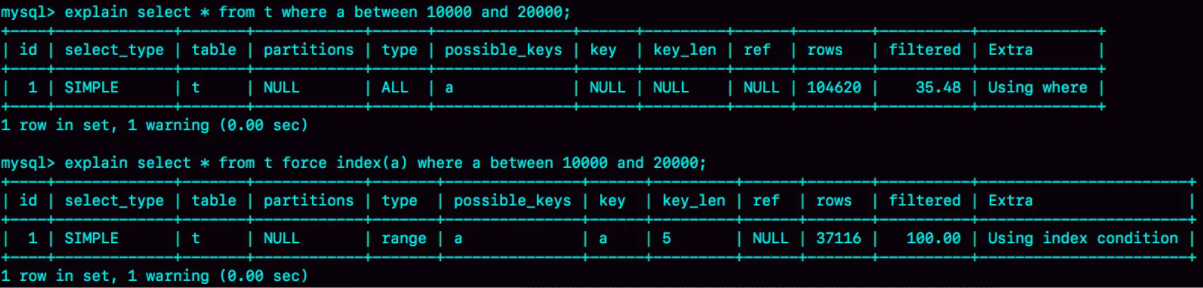 mysql> explain select * from t where a between 10000 and 20000;
+----+-------------+-------+------------+------+---------------+------+---------+------+--------+----------+-------------+
| id | select_type | table | partitions | type | possible_keys | key | key_len | ref | rows | filtered | Extra |
+----+-------------+-------+------------+------+---------------+------+---------+------+--------+----------+-------------+
| 1 | SIMPLE | t | NULL | ALL | a | NULL | NULL | NULL | 104620 | 35.48 | Using where |
+----+-------------+-------+------------+------+---------------+------+---------+------+--------+----------+-------------+
1 row in set, 1 warning (0.00 sec)
mysql> explain select * from t force index(a) where a between 10000 and 20000;
+----+-------------+-------+------------+-------+---------------+------+---------+------+-------+----------+-----------------------+
| id | select_type | table | partitions | type | possible_keys | key | key_len | ref | rows | filtered | Extra |
+----+-------------+-------+------------+-------+---------------+------+---------+------+-------+----------+-----------------------+
| 1 | SIMPLE | t | NULL | range | a | a | 5 | NULL | 37116 | 100.00 | Using index condition |
+----+-------------+-------+------------+-------+---------------+------+---------+------+-------+----------+-----------------------+
1 row in set, 1 warning (0.00 sec)